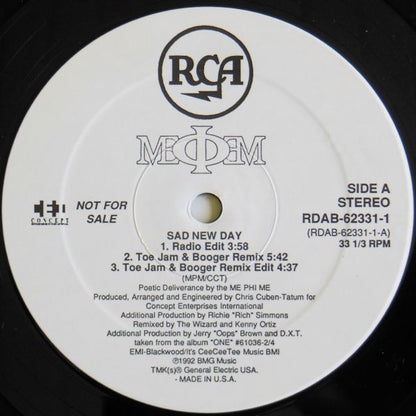 RCA
MEΦEM
SIDE A
STEREO
RDAB-62331-1
(RDAB-62331-1-A)
33 1/3 RPM
CONCEPT
NOT FOR
SALE
SAD NEW DAY
1. Radio Edit 3:58
2. Toe Jam & Booger Remix 5:42
3. Toe Jam & Booger Remix Edit 4:37
(MPM/CCT)
Poetic Deliverance by the ME PHI ME
Produced, Arranged and Engineered by Chris Cuben-Tatum for
Concept Enterprises International
Additional Production by Richie "Rich" Simmons
Remixed by The Wizard and Kenny Ortiz
Additional Production by Jerry "Oops" Brown and D.X.T.
taken from the album "ONE" #61036-2/4
EMI-Blackwood/It's CeeCeeTee Music BMI
℗1992 BMG Music
TMK(s)® General Electric USA.
- MADE IN U.S.A.